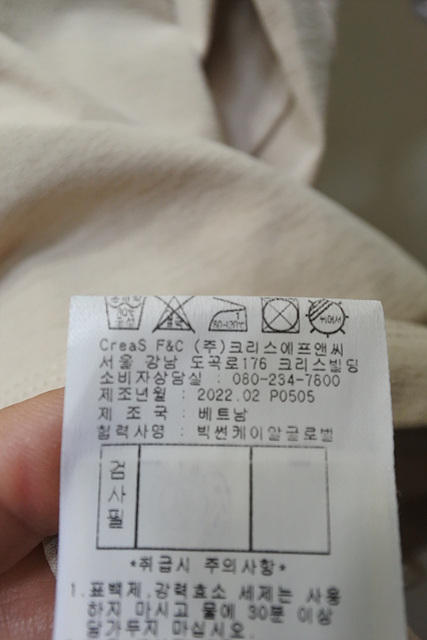 80~120℃
CreaS F&C (주)크리스에프앤씨
서울 강남 도곡로176 크리스빌딩
소비자상담실 : 080-234-7600
제조년월 : 2022.02 P0505
제 조 국 : 베트남
협력사명 : 빅썬케이알글로벌
검
사
필
*취급시 주의사항*
1.표백제,강력효소 세제는 사용
하지 마시고 물에 30분 이상
담가두지 마십시오.